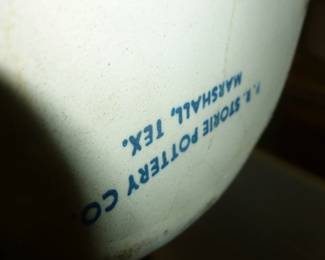 P. R. STORIE POTTERY CO
MARSHALL, TEX.